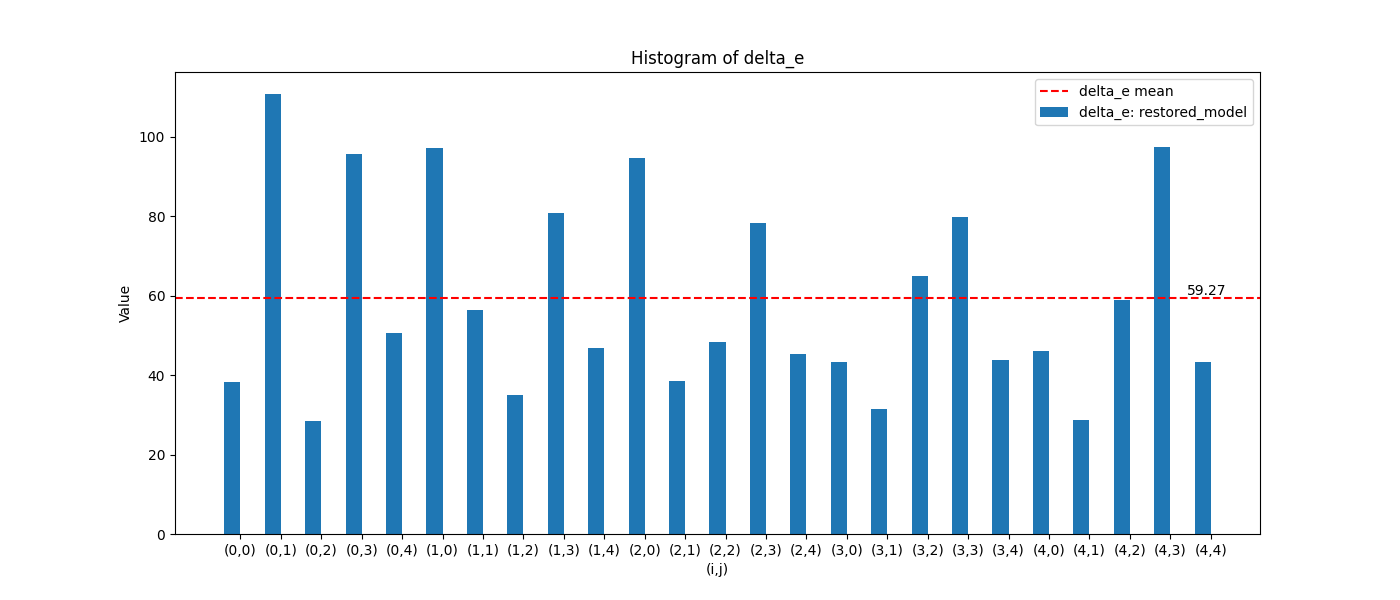 Histogram of delta_e
delta_e mean
delta_e: restored_model
Value
100
80
60
40
20
0
59.27
(0,0) (0,1) (0,2) (0,3) (0,4) (1,0) (1,1) (1,2) (1,3) (1,4) (2,0) (2,1) (2,2) (2,3) (2,4) (3,0) (3,1) (3,2) (3,3) (3,4) (4,0) (4,1) (4,2) (4,3) (4,4)
(i,j)